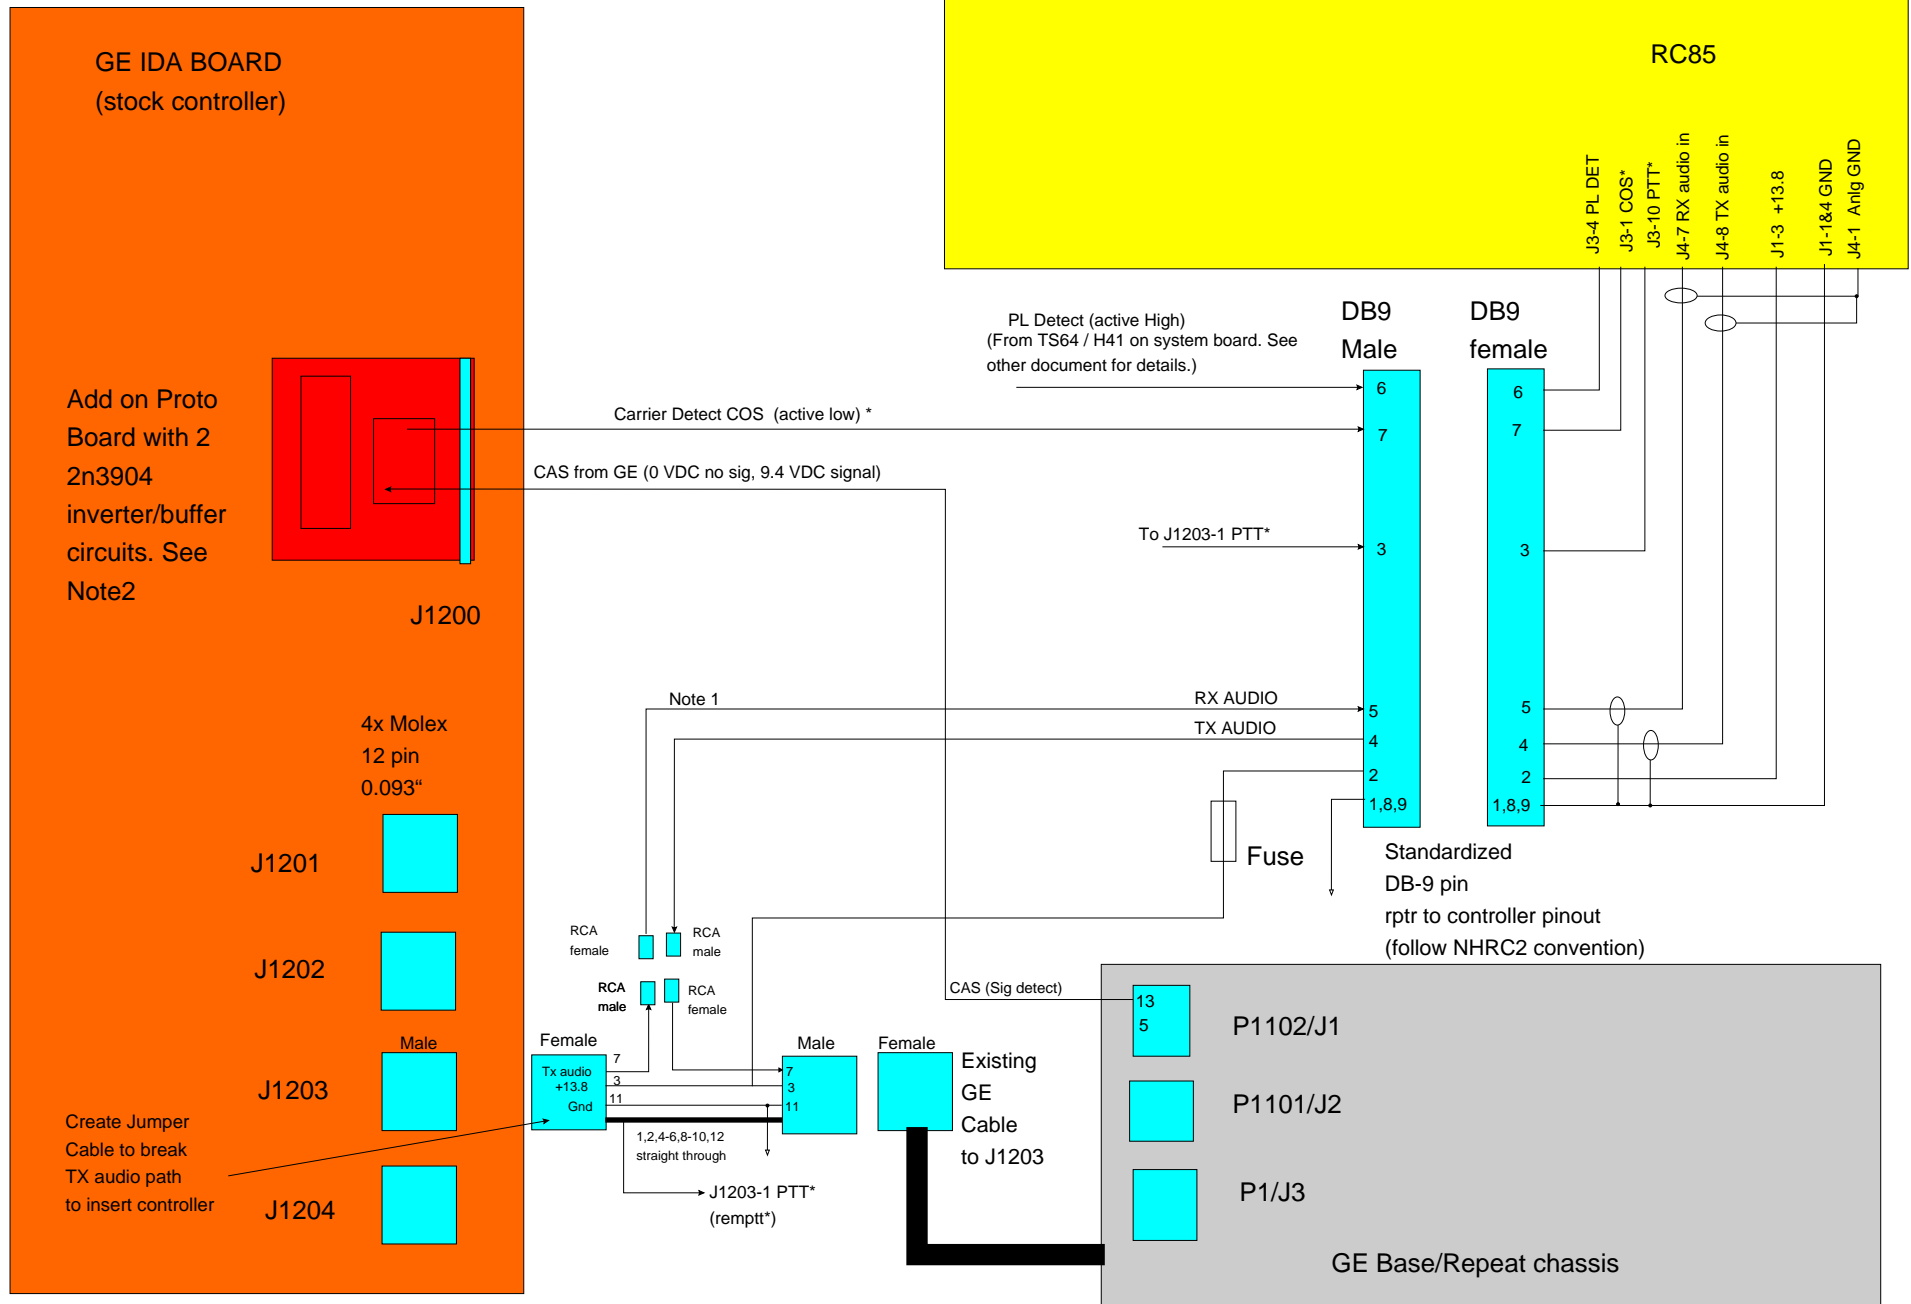 GE IDA BOARD
(stock controller)
RC85
J3-4 PL DET
J3-1 COS*
J3-10 PTT*
J4-7 RX audio in
J4-8 TX audio in
J1-3 +13.8
J1-1&4 GND
J4-1 Anlg GND
PL Detect (active High)
(From TS64 / H41 on system board. See
other document for details.)
DB9
Male
DB9
female
6
7
3
5
4
2
1,8,9
6
7
3
5
4
2
1,8,9
Add on Proto
Board with 2
2n3904
inverter/buffer
circuits. See
Note2
Carrier Detect COS (active low) *
CAS from GE (0 VDC no sig, 9.4 VDC signal)
To J1203-1 PTT*
J1200
Note 1
RX AUDIO
TX AUDIO
4x Molex
12 pin
0.093“
Fuse
Standardized
DB-9 pin
rptr to controller pinout
(follow NHRC2 convention)
J1201
J1202
J1203
J1204
Male
RCA
female
RCA
male
RCA
male
RCA
female
CAS (Sig detect)
13
5
P1102/J1
P1101/J2
P1/J3
GE Base/Repeat chassis
Female
Tx audio
+13.8
Gnd
7
3
11
Male
7
3
11
Female
Existing
GE
Cable
to J1203
1,2,4-6,8-10,12
straight through
J1203-1 PTT*
(remptt*)
Create Jumper
Cable to break
TX audio path
to insert controller